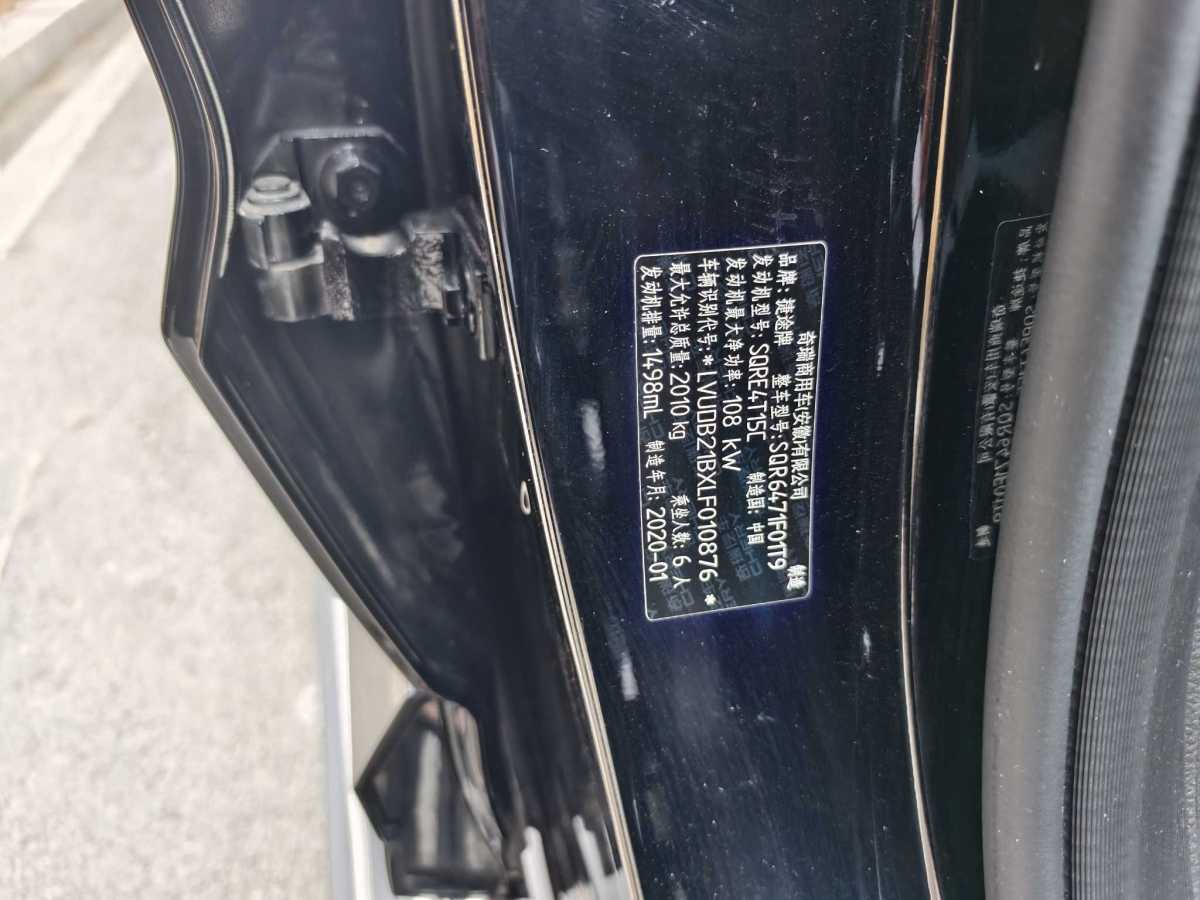 奇瑞商用车(安徽)有限公司 制造
品牌：捷途牌 整车型号：SQR6471F01T9
发动机型号：SQRE4T15C 制造国：中国
发动机最大净功率：108 kW
车辆识别代号：*LVUDB21BXLF010876*
最大允许总质量：2010 kg 乘坐人数：6人
发动机排量：1498mL 制造年月：2020-01